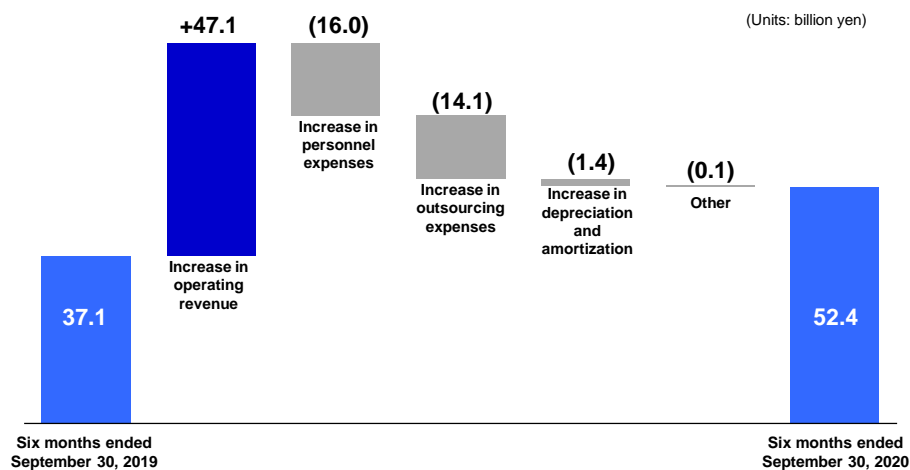 (Units: billion yen)
+47.1
(16.0)
Increase in
personnel
expenses
(14.1)
Increase in
outsourcing
expenses
(1.4)
Increase in
depreciation
and
amortization
(0.1)
Other
Increase in
operating
revenue
37.1
52.4
Six months ended
September 30, 2019
Six months ended
September 30, 2020